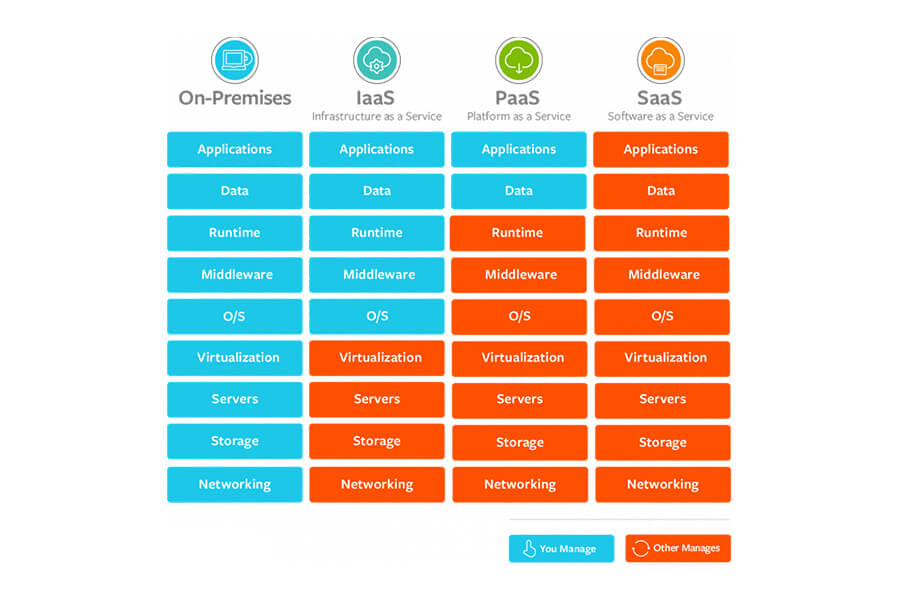 On-Premises IaaS PaaS SaaS
Infrastructure as a Service Platform as a Service Software as a Service
Applications Applications Applications Applications
Data Data Data Data
Runtime Runtime Runtime Runtime
Middleware Middleware Middleware Middleware
O/S O/S O/S O/S
Virtualization Virtualization Virtualization Virtualization
Servers Servers Servers Servers
Storage Storage Storage Storage
Networking Networking Networking Networking
You Manage Other Manages